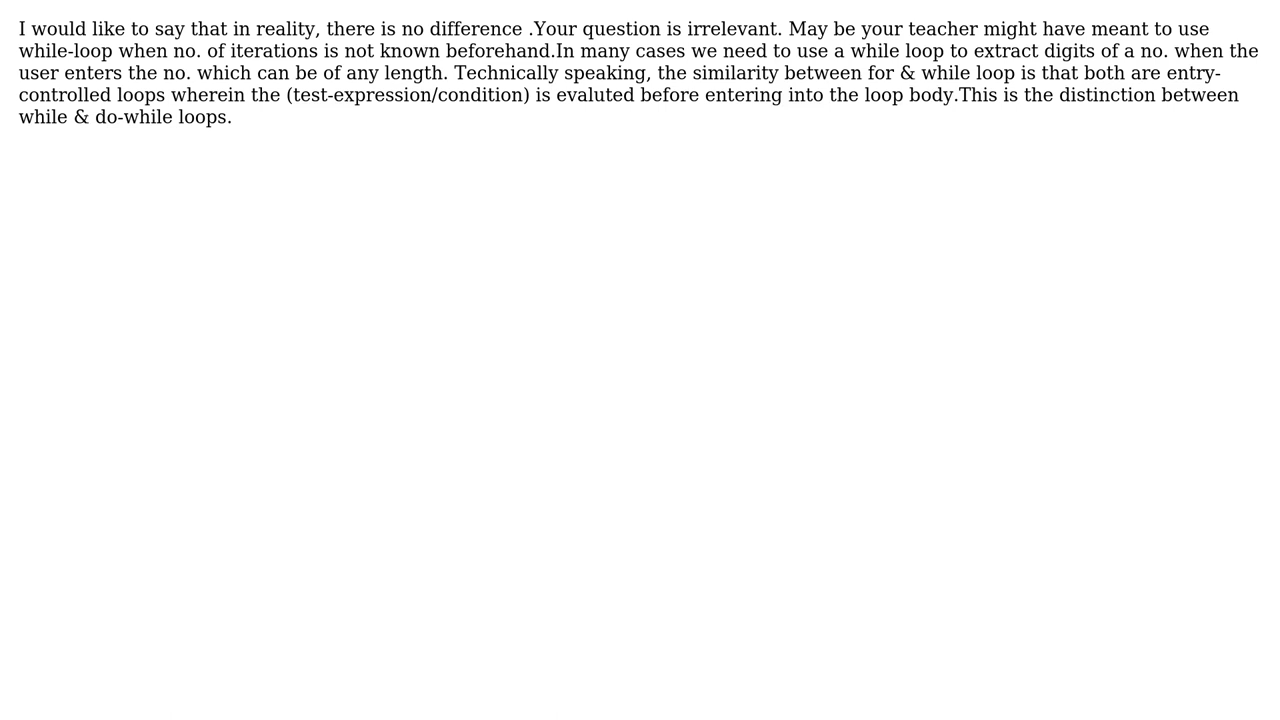 I would like to say that in reality, there is no difference .Your question is irrelevant. May be your teacher might have meant to use
while-loop when no. of iterations is not known beforehand.In many cases we need to use a while loop to extract digits of a no. when the
user enters the no. which can be of any length. Technically speaking, the similarity between for & while loop is that both are entry-
controlled loops wherein the (test-expression/condition) is evaluted before entering into the loop body.This is the distinction between
while & do-while loops.